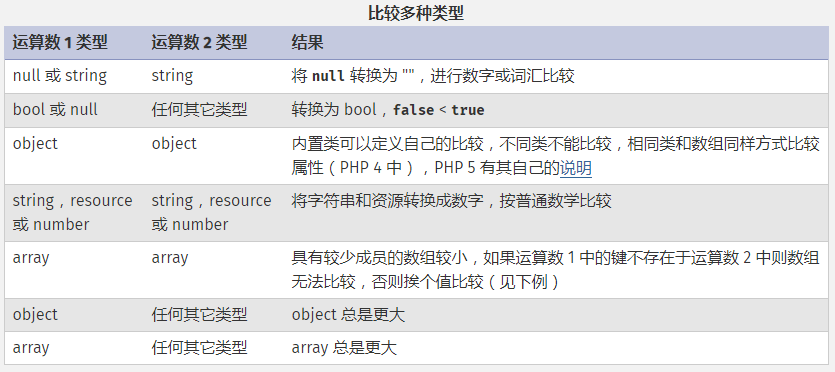 比较多种类型
运算数 1 类型 运算数 2 类型 结果
null 或 string string 将 null 转换为 ""，进行数字或词汇比较
bool 或 null 任何其它类型 转换为 bool，false < true
object object 内置类可以定义自己的比较，不同类不能比较，相同类和数组同样方式比较
属性（PHP 4 中），PHP 5 有其自己的说明
string，resource string，resource 将字符串和资源转换成数字，按普通数学比较
或 number 或 number
array array 具有较少成员的数组较小，如果运算数 1 中的键不存在于运算数 2 中则数组
无法比较，否则挨个值比较（见下例）
object 任何其它类型 object 总是更大
array 任何其它类型 array 总是更大